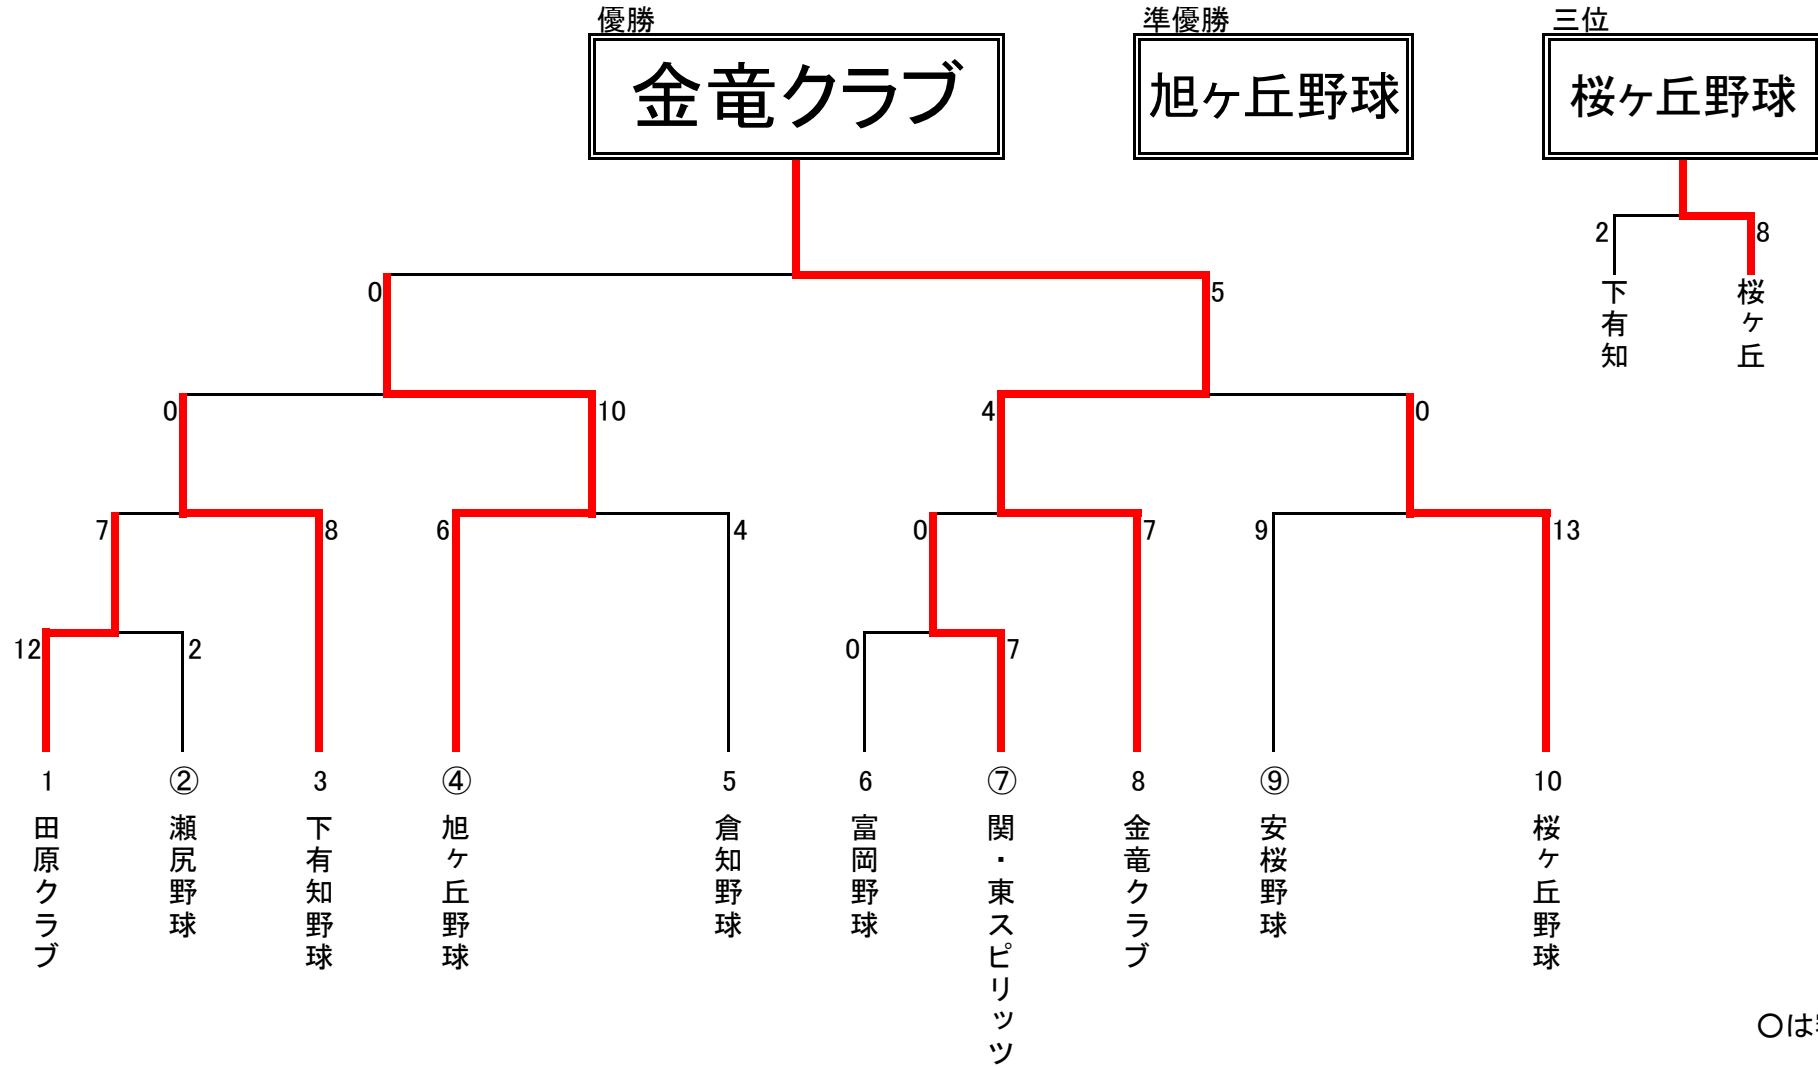 優勝
準優勝
三位
金竜クラブ
旭ヶ丘野球
桜ヶ丘野球
2
8
下有知
桜ヶ丘
0
5
0
10
4
0
7
8
6
4
0
7
9
13
12
2
0
7
1
②
3
④
5
6
⑦
8
⑨
10
田原クラブ
瀬尻野球
下有知野球
旭ヶ丘野球
倉知野球
富岡野球
関・東スピリッツ
金竜クラブ
安桜野球
桜ヶ丘野球
〇は